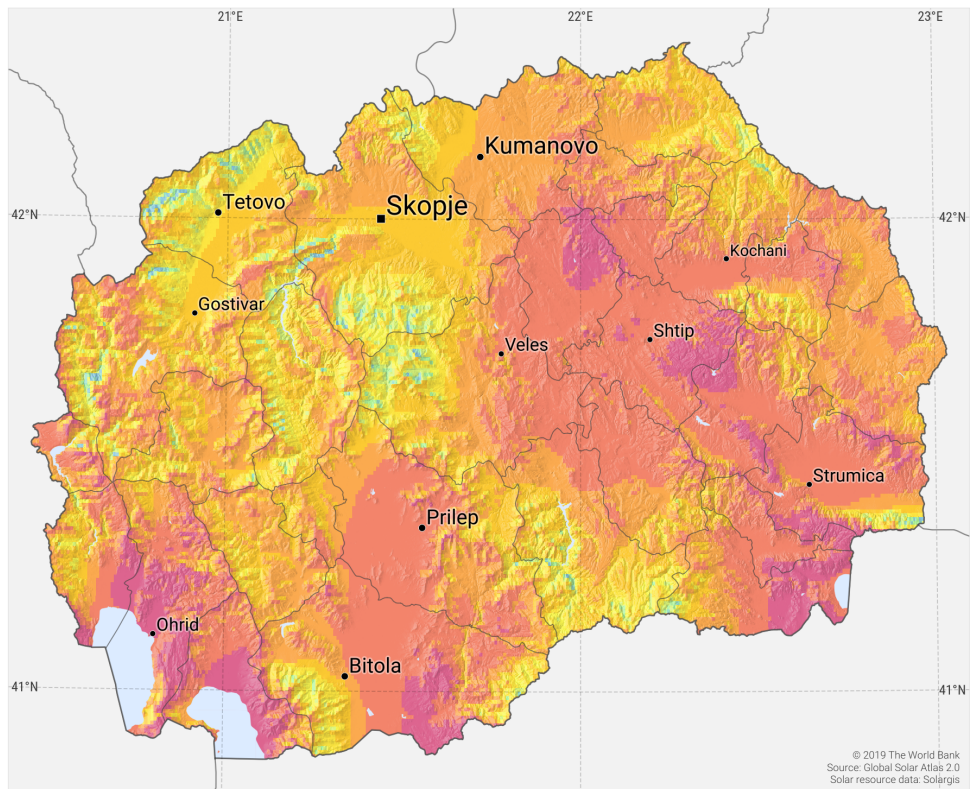 21°E 22°E 23°E
Kumanovo
Tetovo
Skopje
42°N 42°N
Kochani
Gostivar
Shtip
Veles
Strumica
Prilep
Ohrid
Bitola
41°N 41°N
© 2019 The World Bank
Source: Global Solar Atlas 2.0
Solar resource data: Solargis